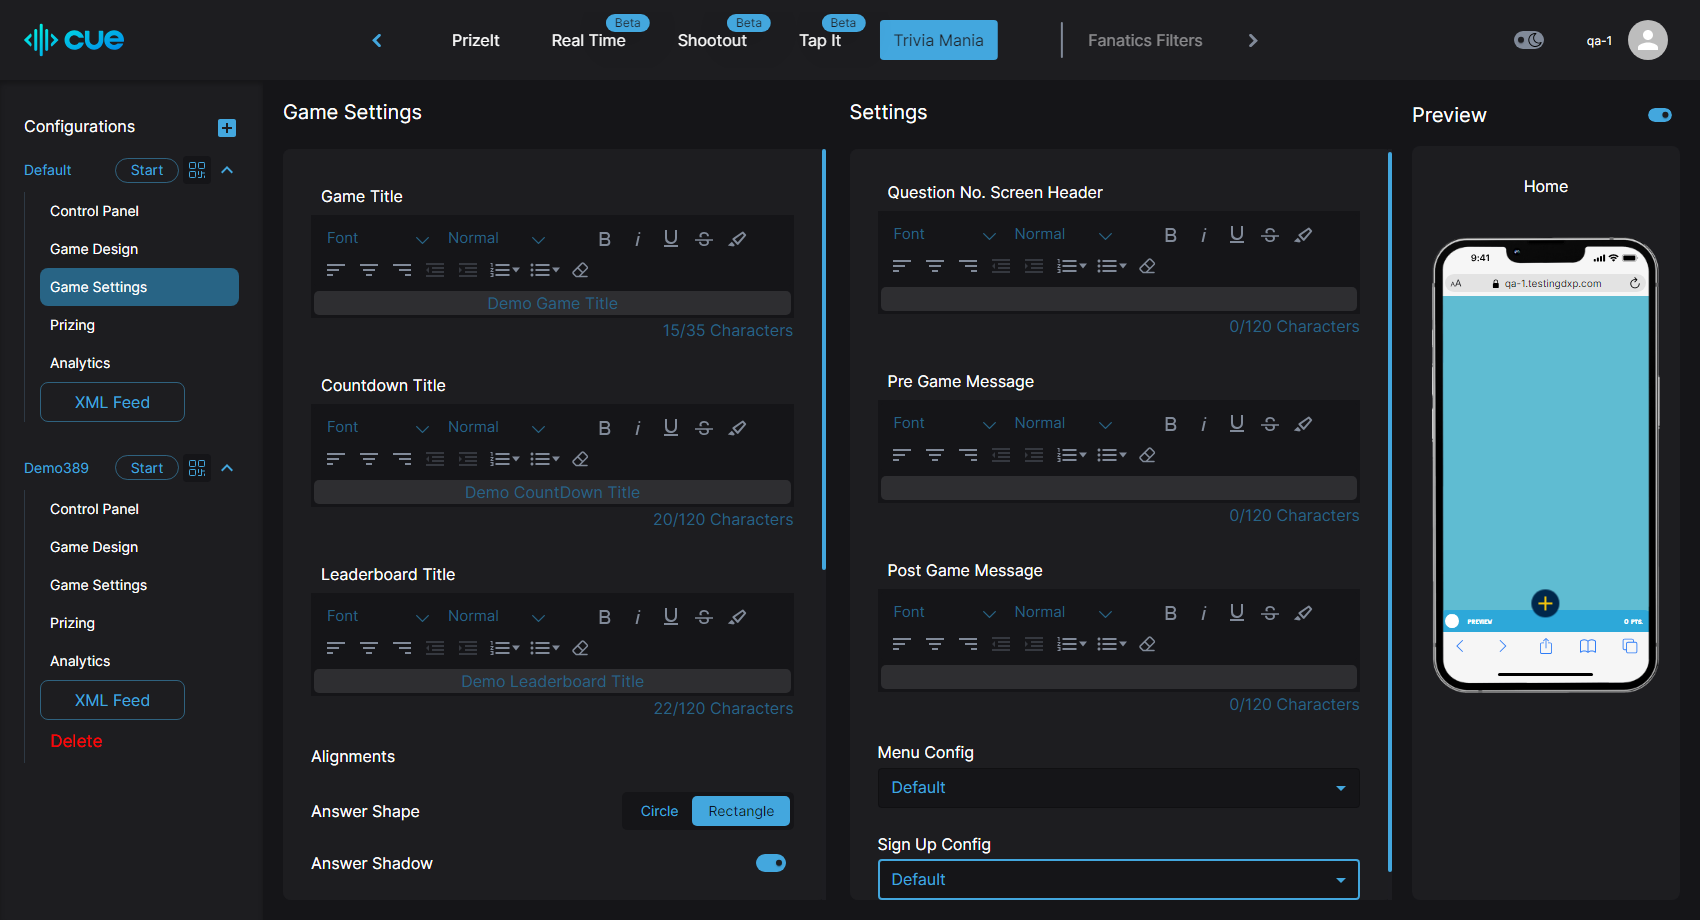 cue
PrizeIt
Real Time
Beta
Shootout
Beta
Tap It
Beta
Trivia Mania
Fanatics Filters
qa-1
Configurations
Default
Start
Control Panel
Game Design
Game Settings
Prizing
Analytics
XML Feed
Demo389
Start
Control Panel
Game Design
Game Settings
Prizing
Analytics
XML Feed
Delete
Game Settings
Game Title
Font
Normal
Demo Game Title
15/35 Characters
Countdown Title
Font
Normal
Demo CountDown Title
20/120 Characters
Leaderboard Title
Font
Normal
Demo Leaderboard Title
22/120 Characters
Alignments
Answer Shape
Circle
Rectangle
Answer Shadow
Settings
Question No. Screen Header
Font
Normal
0/120 Characters
Pre Game Message
Font
Normal
0/120 Characters
Post Game Message
Font
Normal
0/120 Characters
Menu Config
Default
Sign Up Config
Default
Preview
Home
9:41
AA
qa-1.testingdxp.com
PREVIEW
0 PTS.